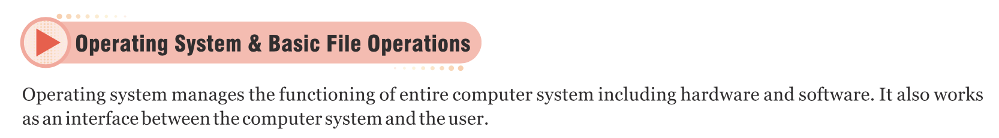 Operating System & Basic File Operations
Operating system manages the functioning of entire computer system including hardware and software. It also works
as an interface between the computer system and the user.